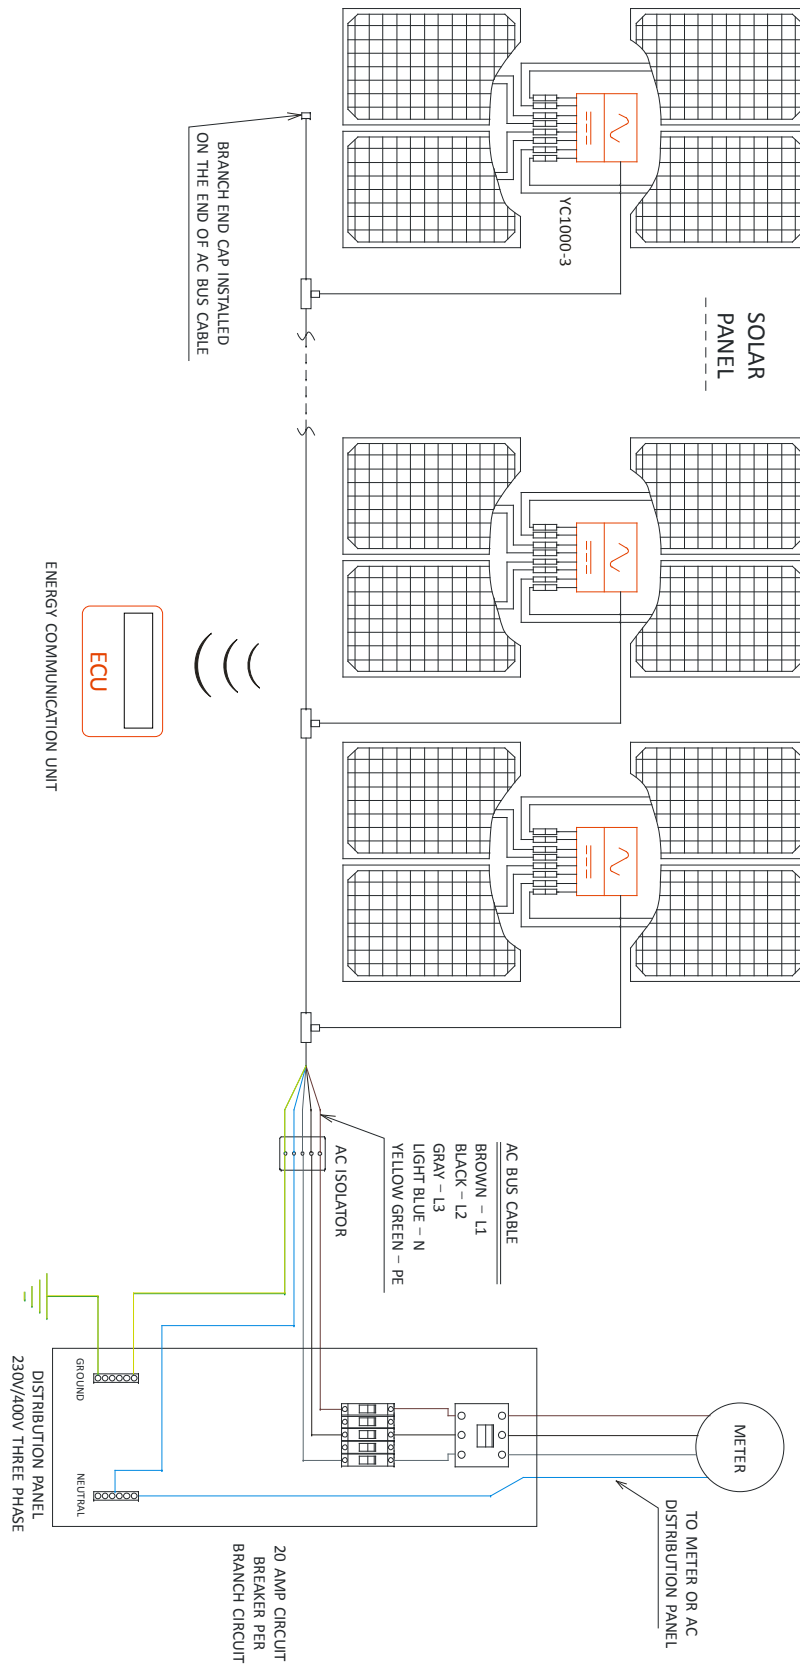 SOLAR
PANEL
YC1000-3
BRANCH END CAP INSTALLED
ON THE END OF AC BUS CABLE
ECU
ENERGY COMMUNICATION UNIT
AC BUS CABLE
BROWN – L1
BLACK – L2
GRAY – L3
LIGHT BLUE – N
YELLOW GREEN – PE
AC ISOLATOR
METER
TO METER OR AC
DISTRIBUTION PANEL
GROUND
NEUTRAL
DISTRIBUTION PANEL
230V/400V THREE PHASE
20 AMP CIRCUIT
BREAKER PER
BRANCH CIRCUIT